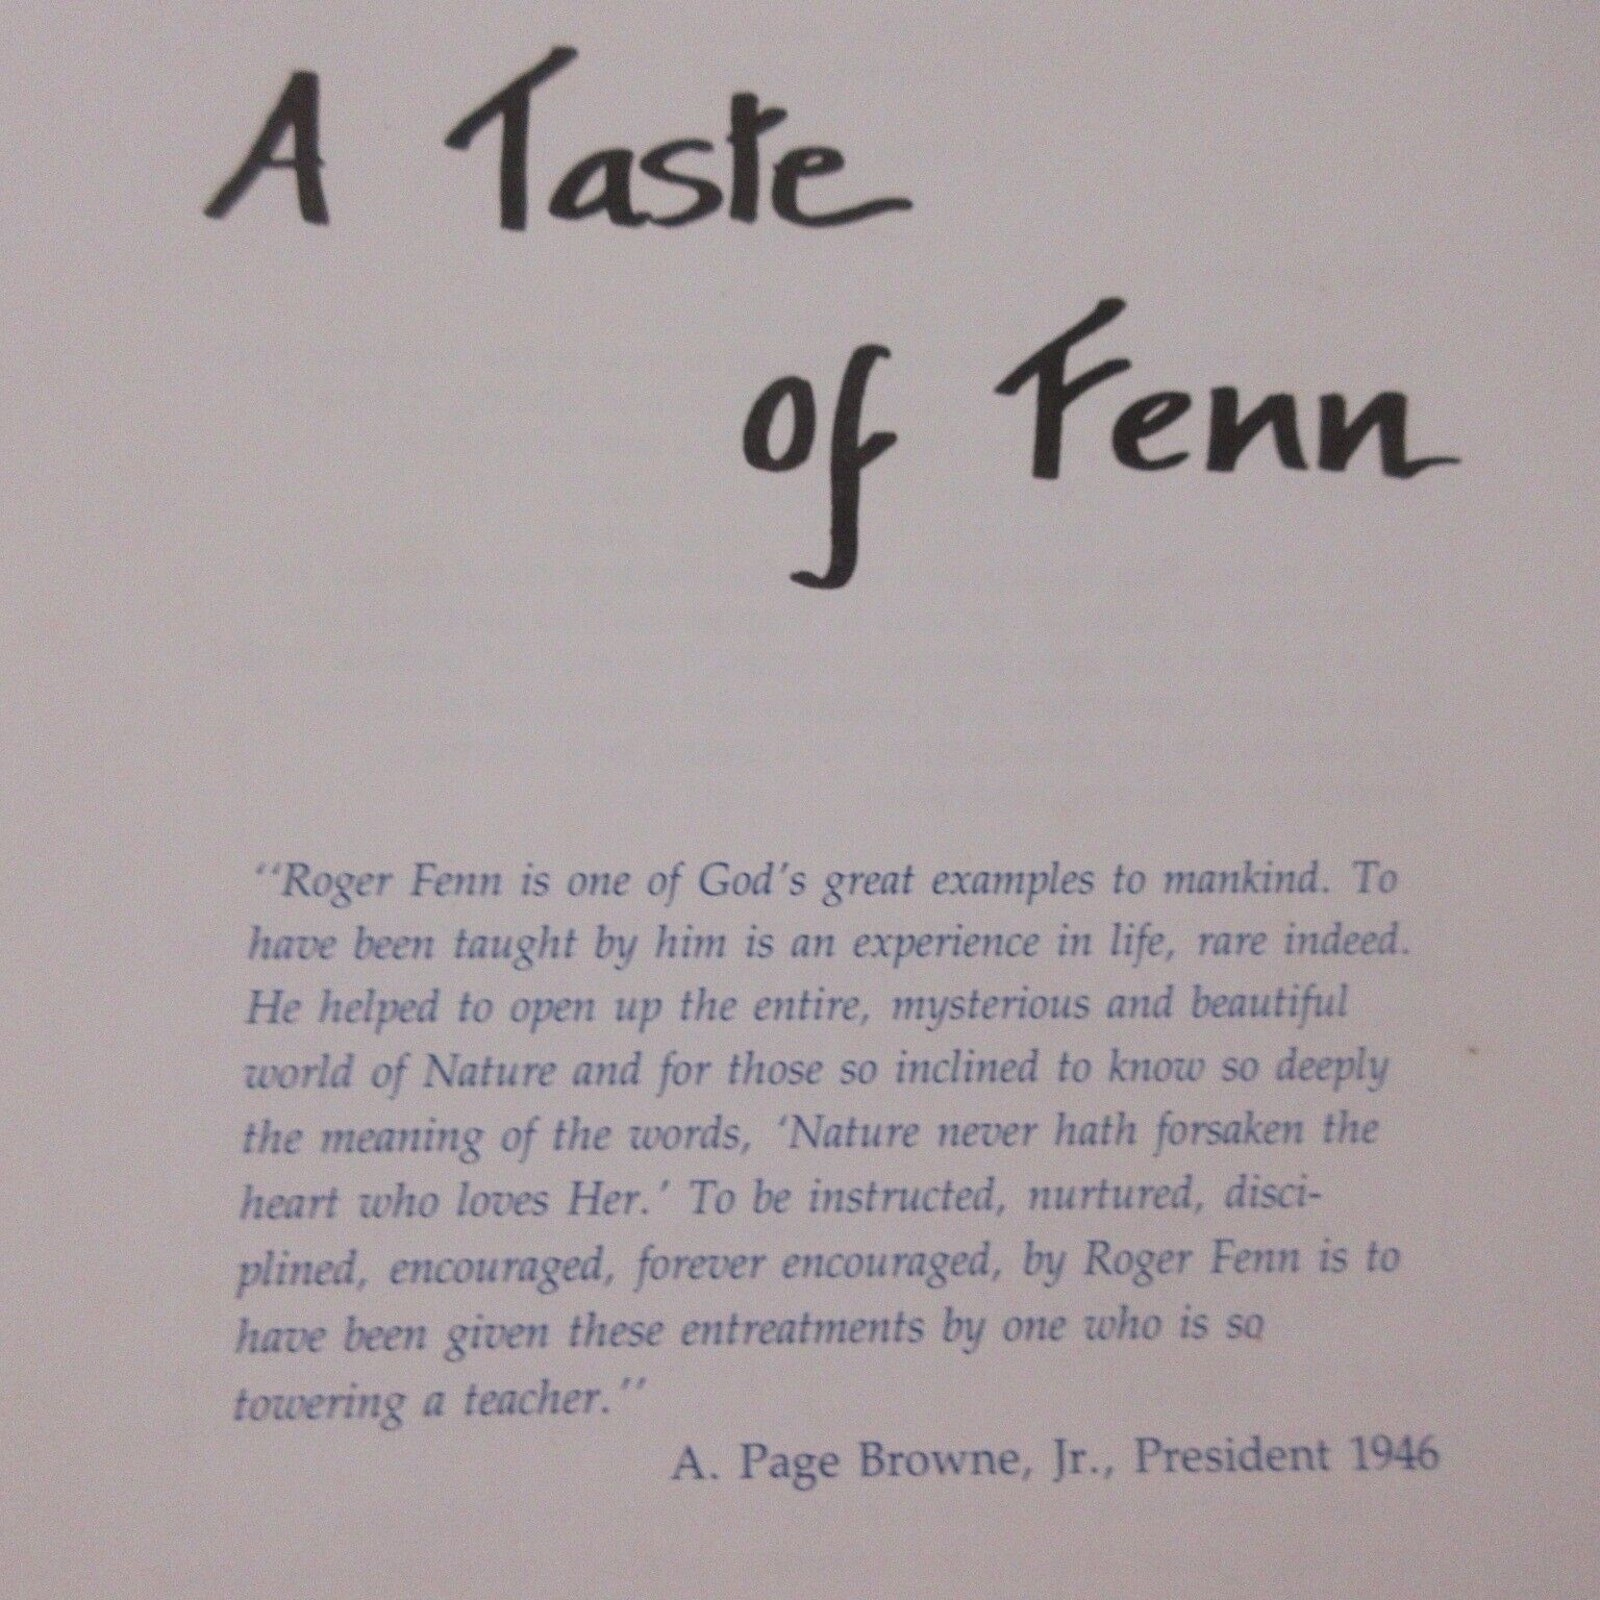 A Taste
of Fenn
"Roger Fenn is one of God's great examples to mankind. To
have been taught by him is an experience in life, rare indeed.
He helped to open up the entire, mysterious and beautiful
world of Nature and for those so inclined to know so deeply
the meaning of the words, 'Nature never hath forsaken the
heart who loves Her.' To be instructed, nurtured, disci-
plined, encouraged, forever encouraged, by Roger Fenn is to
have been given these entreatments by one who is so
towering a teacher."
A. Page Browne, Jr., President 1946